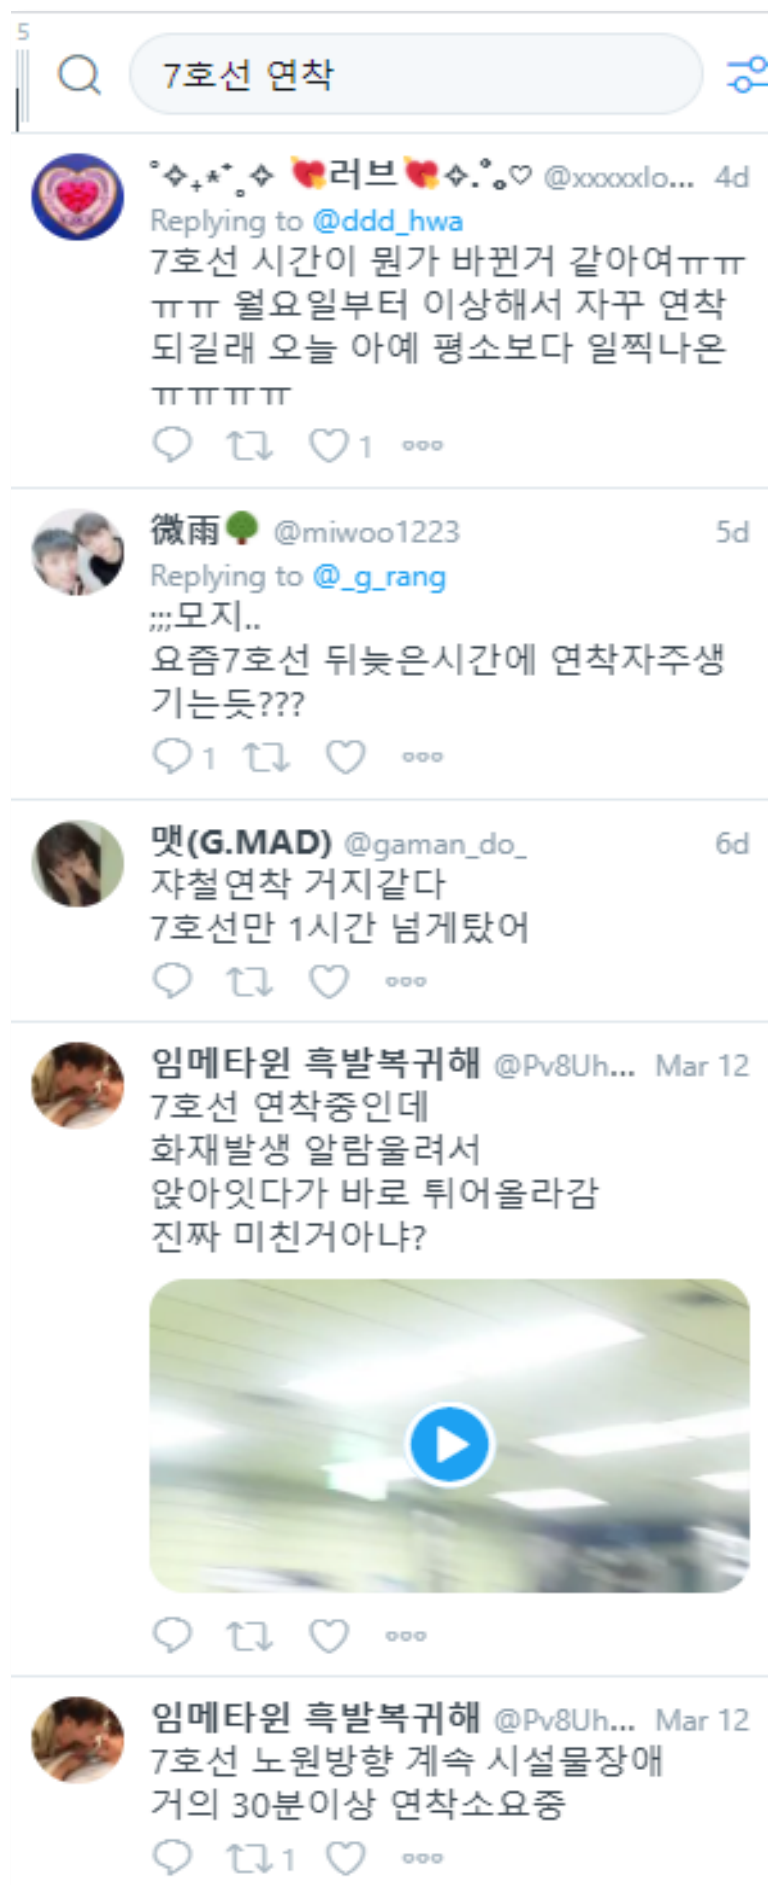 5
7호선 연착
˚✧₊⁎⁺˳✧ 💘러브💘✧.*˚｡♡ @xxxxxlo... 4d
Replying to @ddd_hwa
7호선 시간이 뭔가 바뀐거 같아여ㅠㅠ
ㅠㅠ 월요일부터 이상해서 자꾸 연착
되길래 오늘 아예 평소보다 일찍나온
ㅠㅠㅠㅠ
1
微雨🌳 @miwoo1223 5d
Replying to @_g_rang
;;;모지..
요즘7호선 뒤늦은시간에 연착자주생
기는듯???
1
맷(G.MAD) @gaman_do_ 6d
쟈철연착 거지같다
7호선만 1시간 넘게탔어
임메타윈 흑발복귀해 @Pv8Uh... Mar 12
7호선 연착중인데
화재발생 알람울려서
앉아잇다가 바로 튀어올라감
진짜 미친거아냐?
임메타윈 흑발복귀해 @Pv8Uh... Mar 12
7호선 노원방향 계속 시설물장애
거의 30분이상 연착소요중
1